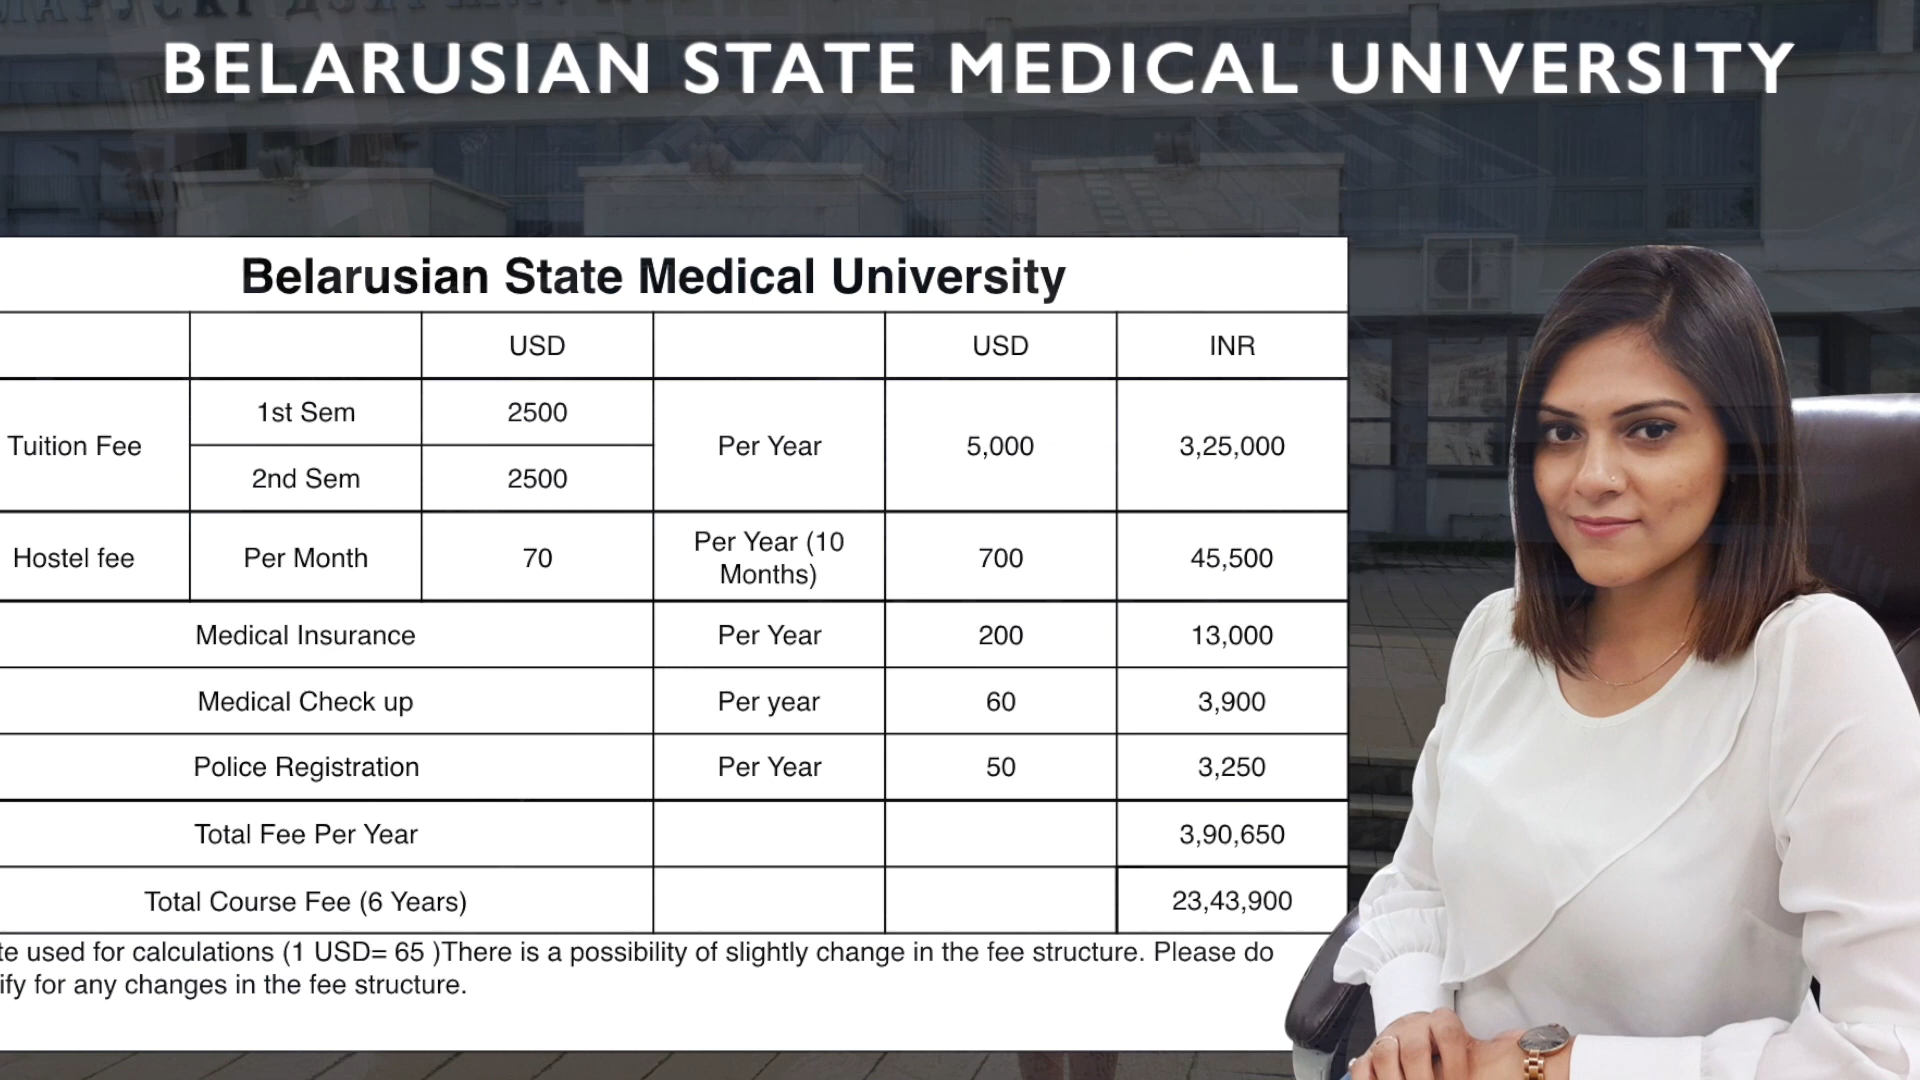 BELARUSIAN STATE MEDICAL UNIVERSITY
Belarusian State Medical University
USD USD INR
Tuition Fee 1st Sem 2500 Per Year 5,000 3,25,000
2nd Sem 2500
Hostel fee Per Month 70 Per Year (10 Months) 700 45,500
Medical Insurance Per Year 200 13,000
Medical Check up Per year 60 3,900
Police Registration Per Year 50 3,250
Total Fee Per Year 3,90,650
Total Course Fee (6 Years) 23,43,900
used for calculations (1 USD= 65 )There is a possibility of slightly change in the fee structure. Please do
for any changes in the fee structure.